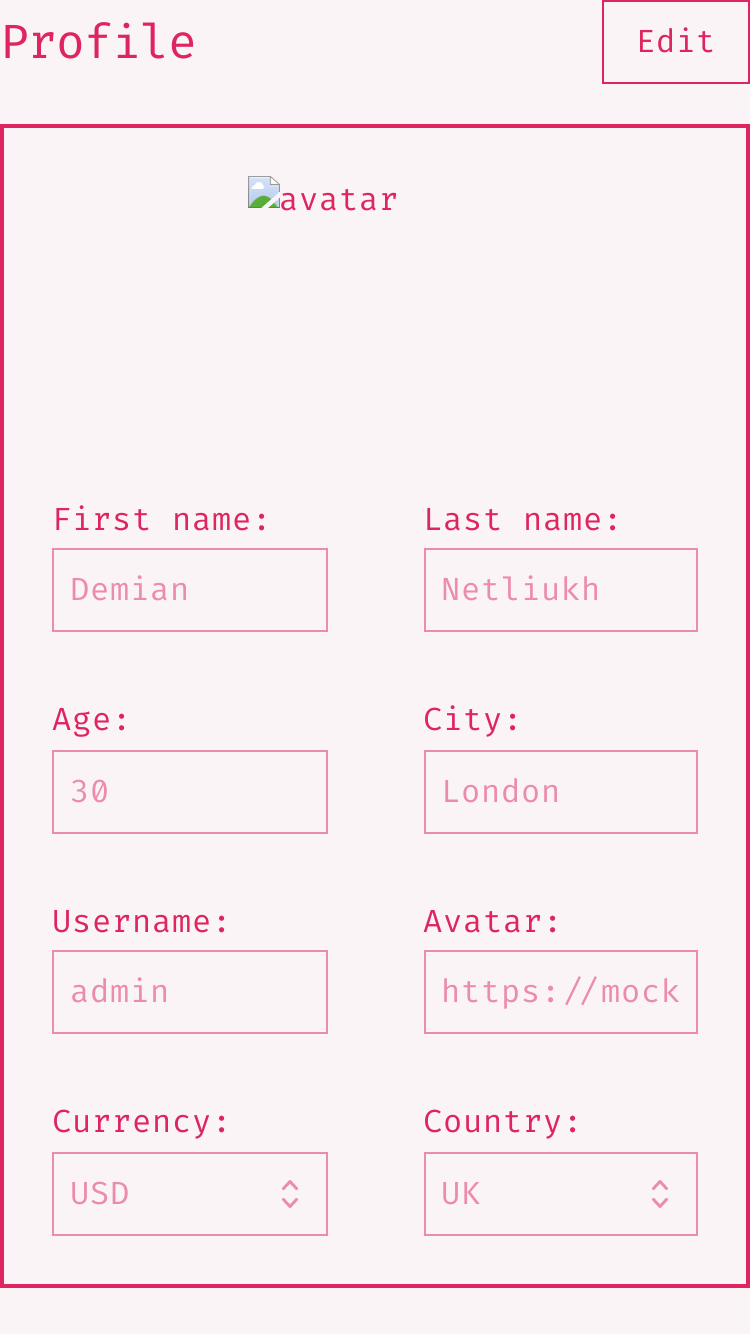 Profile
Edit
avatar
First name: Last name:
Demian Netliukh
Age: City:
30 London
Username: Avatar:
admin https://mock
Currency: Country:
USD UK